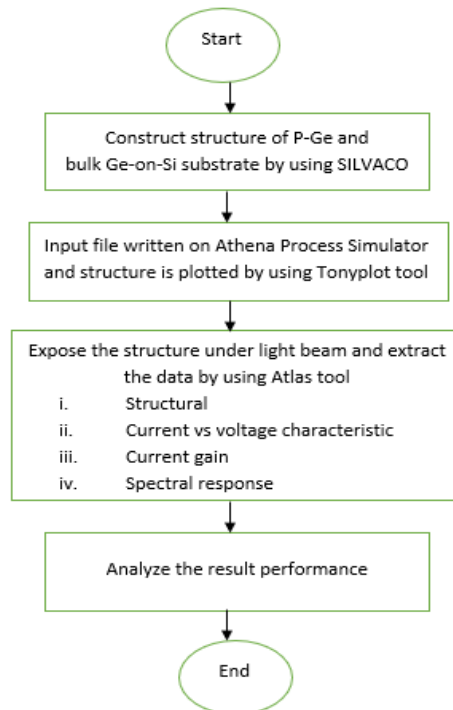 Start
Construct structure of P-Ge and
bulk Ge-on-Si substrate by using SILVACO
Input file written on Athena Process Simulator
and structure is plotted by using Tonyplot tool
Expose the structure under light beam and extract
the data by using Atlas tool
i. Structural
ii. Current vs voltage characteristic
iii. Current gain
iv. Spectral response
Analyze the result performance
End